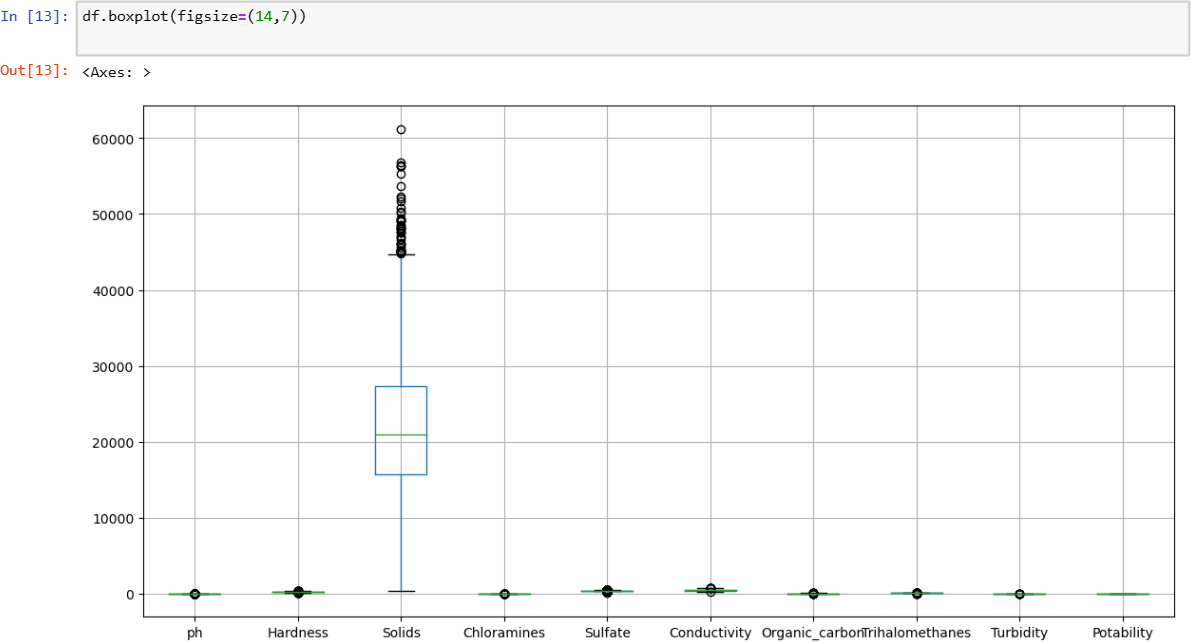 In [13]: df.boxplot(figsize=(14,7))
Out[13]: <Axes: >
60000
50000
40000
30000
20000
10000
0
ph Hardness Solids Chloramines Sulfate Conductivity Organic_carbon Trihalomethanes Turbidity Potability